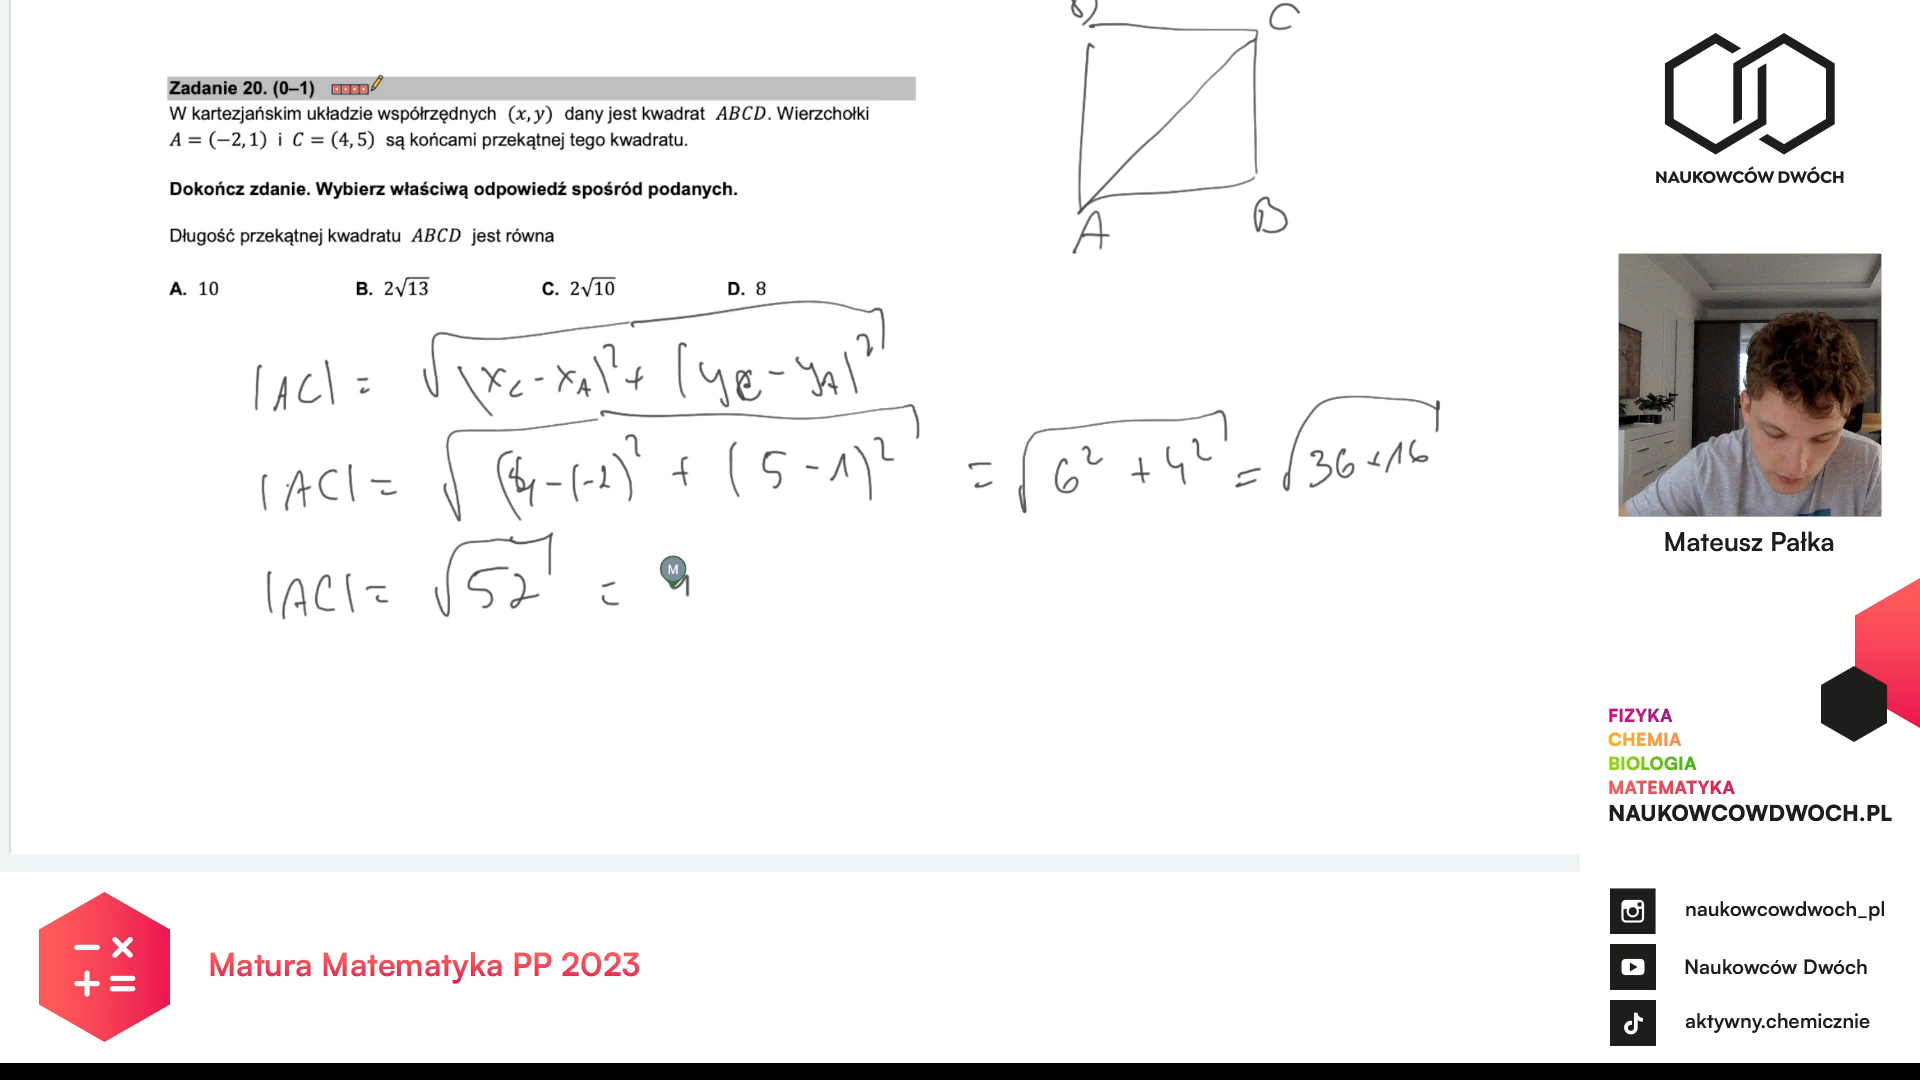 C
Zadanie 20. (0–1)
W kartezjańskim układzie współrzędnych (x, y) dany jest kwadrat ABCD. Wierzchołki
A = (−2, 1) i C = (4, 5) są końcami przekątnej tego kwadratu.
Dokończ zdanie. Wybierz właściwą odpowiedź spośród podanych.
Długość przekątnej kwadratu ABCD jest równa
A. 10 B. 2√13 C. 2√10 D. 8
A B
|AC| = √(x_C - x_A)² + (y_C - y_A)²
|AC| = √(4-(-2)² + (5-1)² = √6² + 4² = √36+16
|AC| = √52 =
M
NAUKOWCÓW DWÓCH
Mateusz Pałka
FIZYKA
CHEMIA
BIOLOGIA
MATEMATYKA
NAUKOWCOWDWOCH.PL
− × + =
Matura Matematyka PP 2023
naukowcowdwoch_pl
Naukowców Dwóch
aktywny.chemicznie